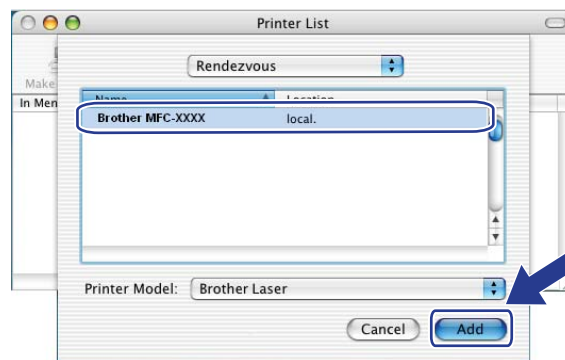 Printer List
Rendezvous
Make
In Men
Name Location
Brother MFC-XXXX local.
Printer Model: Brother Laser
Cancel Add